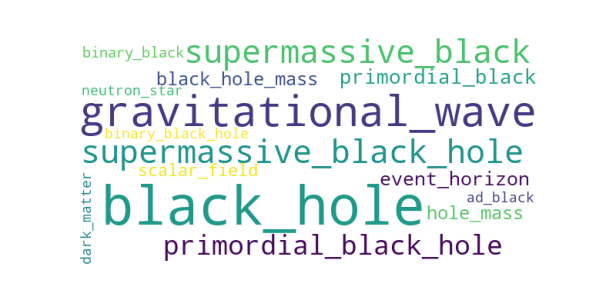 binary_black
supermassive_black
black_hole_mass
primordial_black
neutron_star
gravitational_wave
binary_black_hole
supermassive_black_hole
scalar_field
event_horizon
dark_matter
black_hole
ad_black
hole_mass
primordial_black_hole